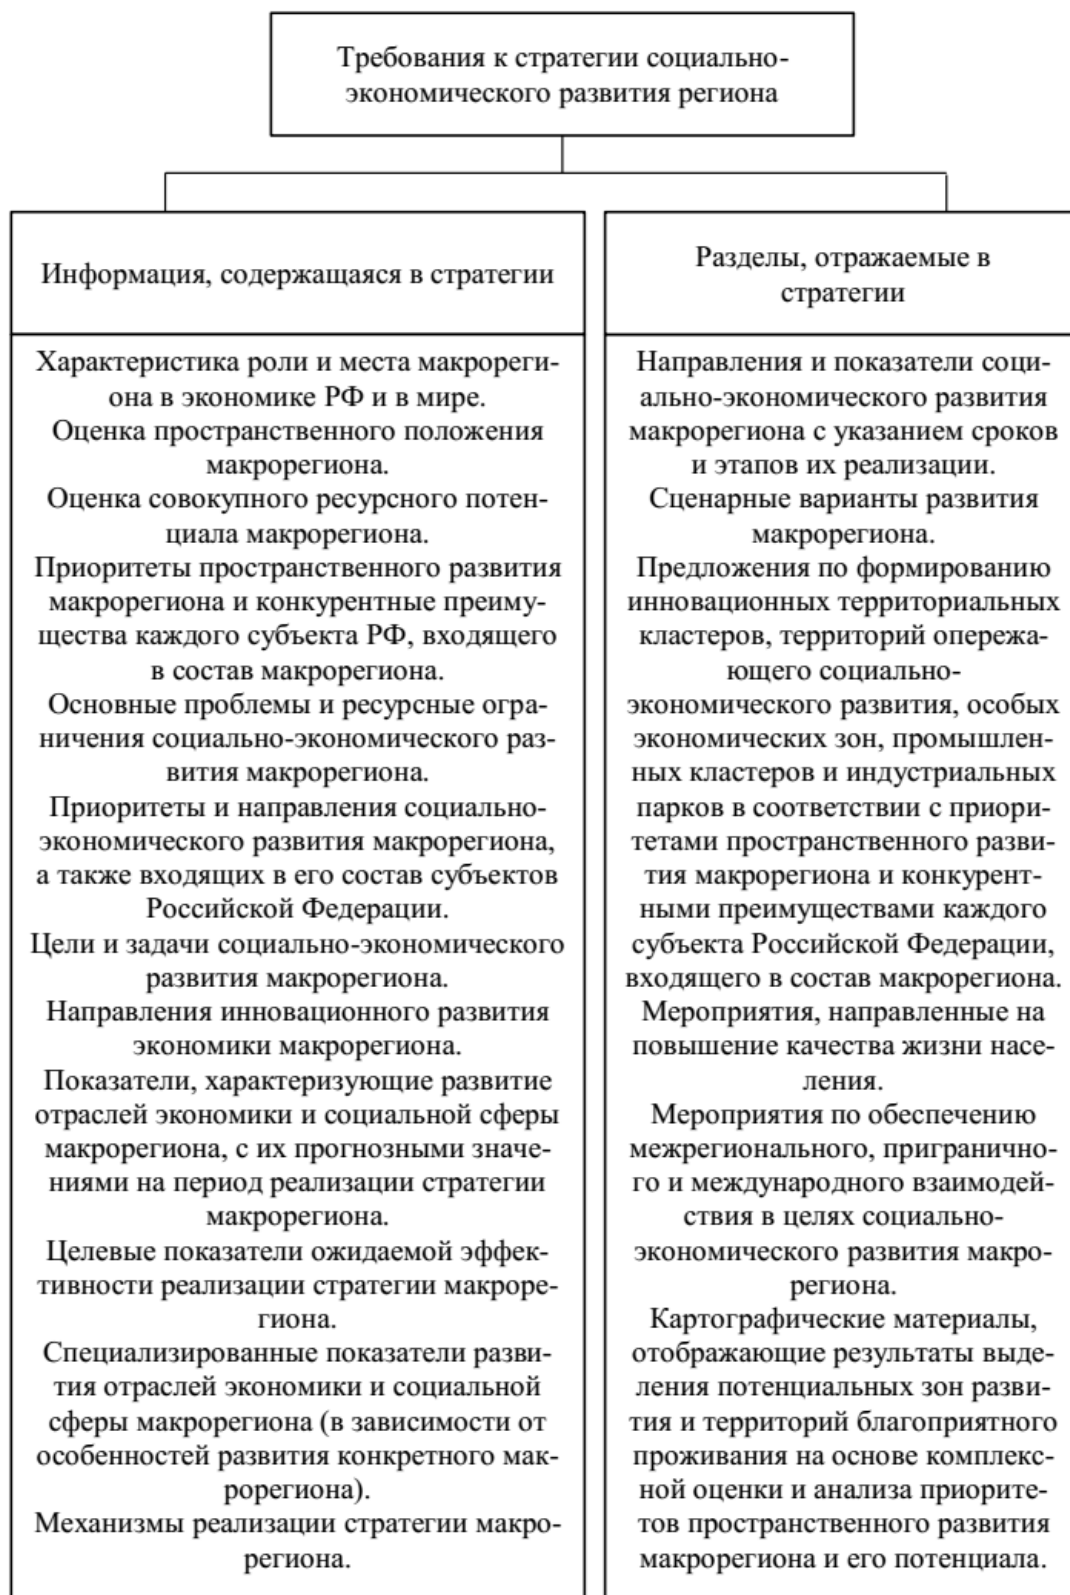 Требования к стратегии социально-
экономического развития региона
Информация, содержащаяся в стратегии
Характеристика роли и места макрореги-
она в экономике РФ и в мире.
Оценка пространственного положения
макрорегиона.
Оценка совокупного ресурсного потен-
циала макрорегиона.
Приоритеты пространственного развития
макрорегиона и конкурентные преиму-
щества каждого субъекта РФ, входящего
в состав макрорегиона.
Основные проблемы и ресурсные огра-
ничения социально-экономического раз-
вития макрорегиона.
Приоритеты и направления социально-
экономического развития макрорегиона,
а также входящих в его состав субъектов
Российской Федерации.
Цели и задачи социально-экономического
развития макрорегиона.
Направления инновационного развития
экономики макрорегиона.
Показатели, характеризующие развитие
отраслей экономики и социальной сферы
макрорегиона, с их прогнозными значе-
ниями на период реализации стратегии
макрорегиона.
Целевые показатели ожидаемой эффек-
тивности реализации стратегии макроре-
гиона.
Специализированные показатели разви-
тия отраслей экономики и социальной
сферы макрорегиона (в зависимости от
особенностей развития конкретного мак-
рорегиона).
Механизмы реализации стратегии макро-
региона.
Разделы, отражаемые в
стратегии
Направления и показатели соци-
ально-экономического развития
макрорегиона с указанием сроков
и этапов их реализации.
Сценарные варианты развития
макрорегиона.
Предложения по формированию
инновационных территориальных
кластеров, территорий опережа-
ющего социально-
экономического развития, особых
экономических зон, промышлен-
ных кластеров и индустриальных
парков в соответствии с приори-
тетами пространственного разви-
тия макрорегиона и конкурент-
ными преимуществами каждого
субъекта Российской Федерации,
входящего в состав макрорегиона.
Мероприятия, направленные на
повышение качества жизни насе-
ления.
Мероприятия по обеспечению
межрегионального, пригранично-
го и международного взаимодей-
ствия в целях социально-
экономического развития макро-
региона.
Картографические материалы,
отображающие результаты выде-
ления потенциальных зон разви-
тия и территорий благоприятного
проживания на основе комплекс-
ной оценки и анализа приорите-
тов пространственного развития
макрорегиона и его потенциала.